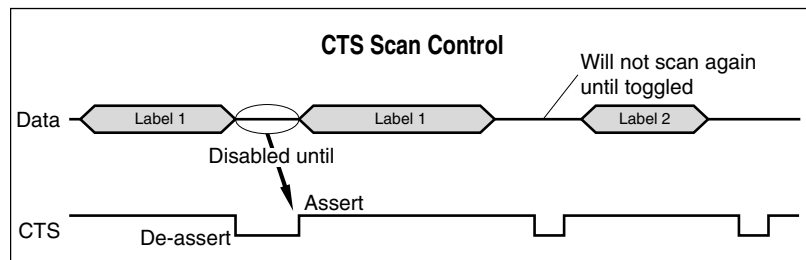 CTS Scan Control
Will not scan again
until toggled
Data
Label 1
Label 1
Label 2
Disabled until
Assert
CTS
De-assert